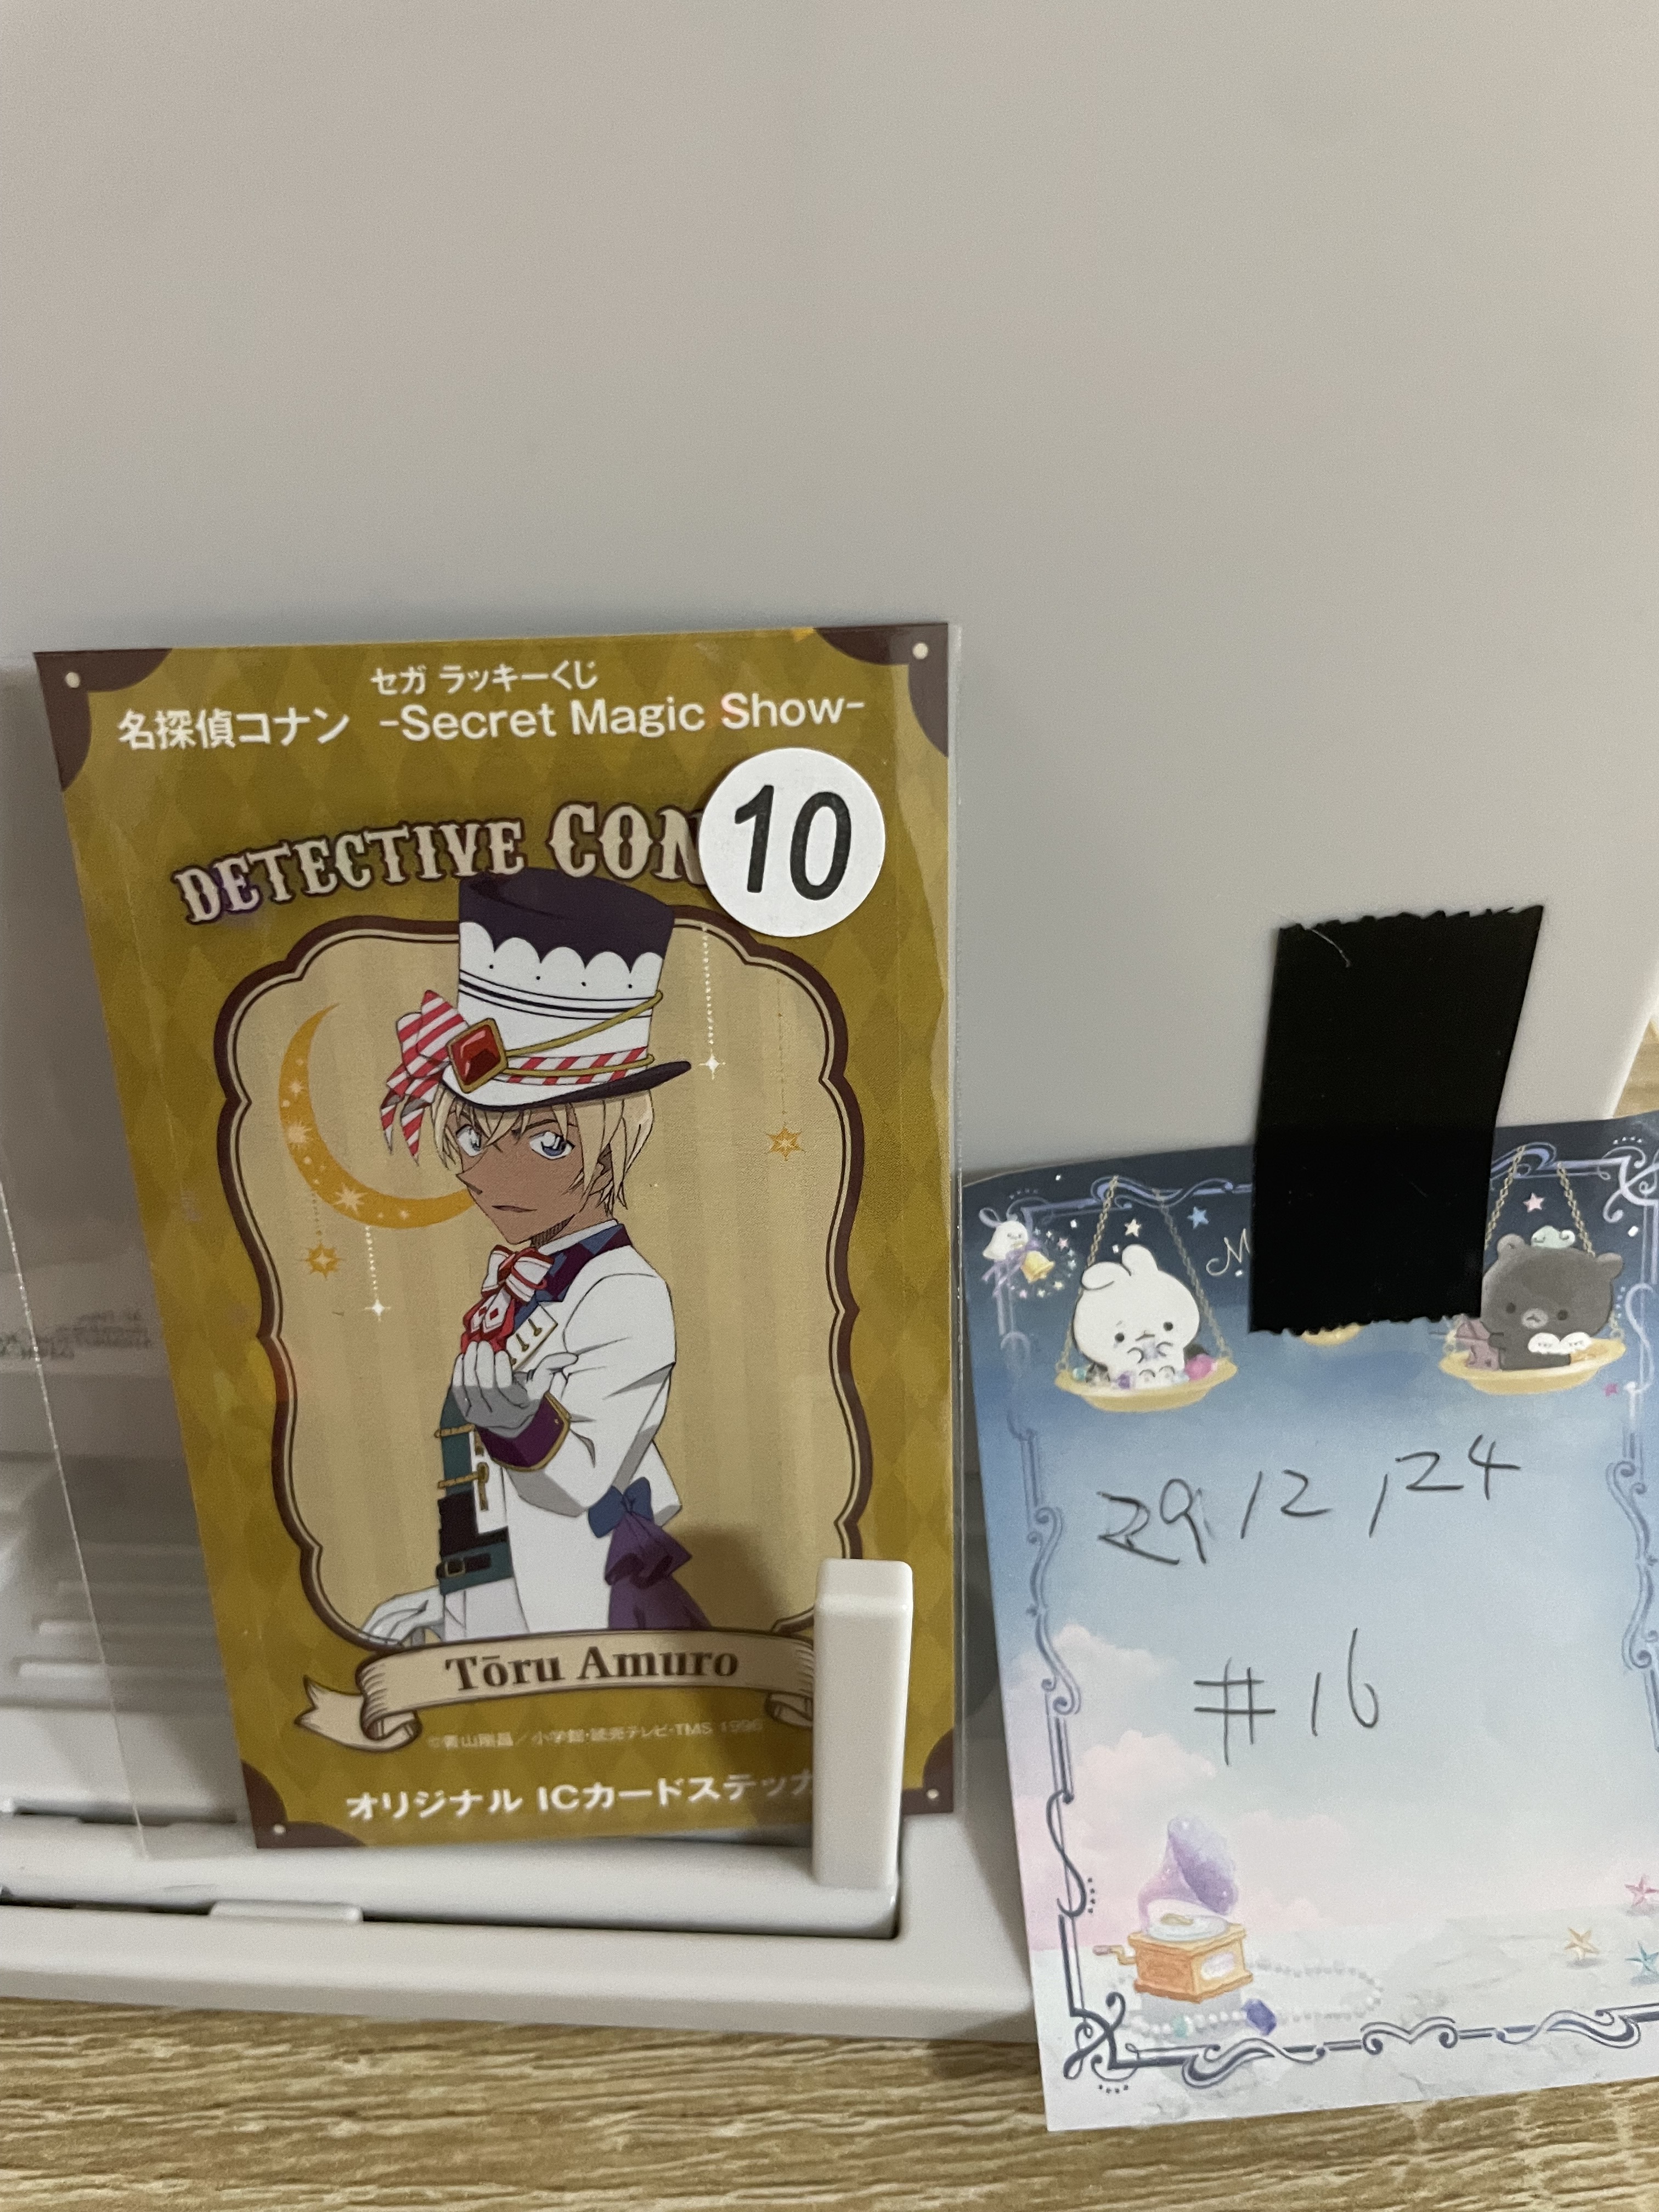 セガ ラッキーくじ
名探偵コナン -Secret Magic Show-
DETECTIVE CON
10
Tōru Amuro
©青山剛昌／小学館・読売テレビ・TMS 1996
オリジナル ICカードステッカ
29.12.124
#16